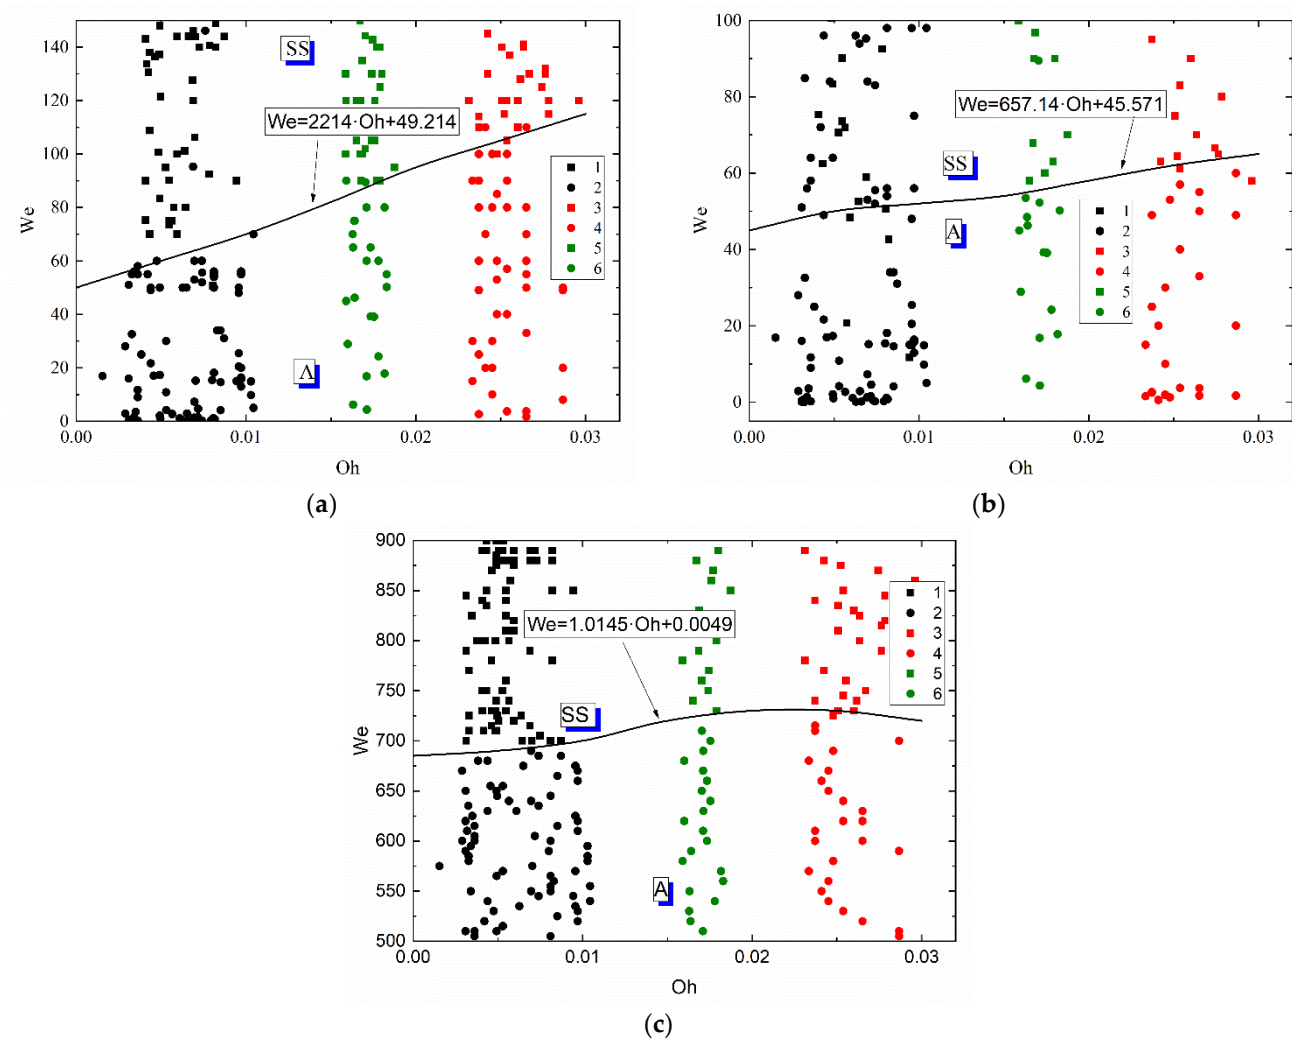 We
140
120
100
80
60
40
20
0
0.00
0.01
0.02
0.03
Oh
SS
We=2214·Oh+49.214
Λ
1
2
3
4
5
6
(a)
We
100
80
60
40
20
0
0.00
0.01
0.02
0.03
Oh
We=657.14·Oh+45.571
SS
A
1
2
3
4
5
6
(b)
We
900
850
800
750
700
650
600
550
500
0.00
0.01
0.02
0.03
Oh
We=1.0145·Oh+0.0049
SS
A
1
2
3
4
5
6
(c)